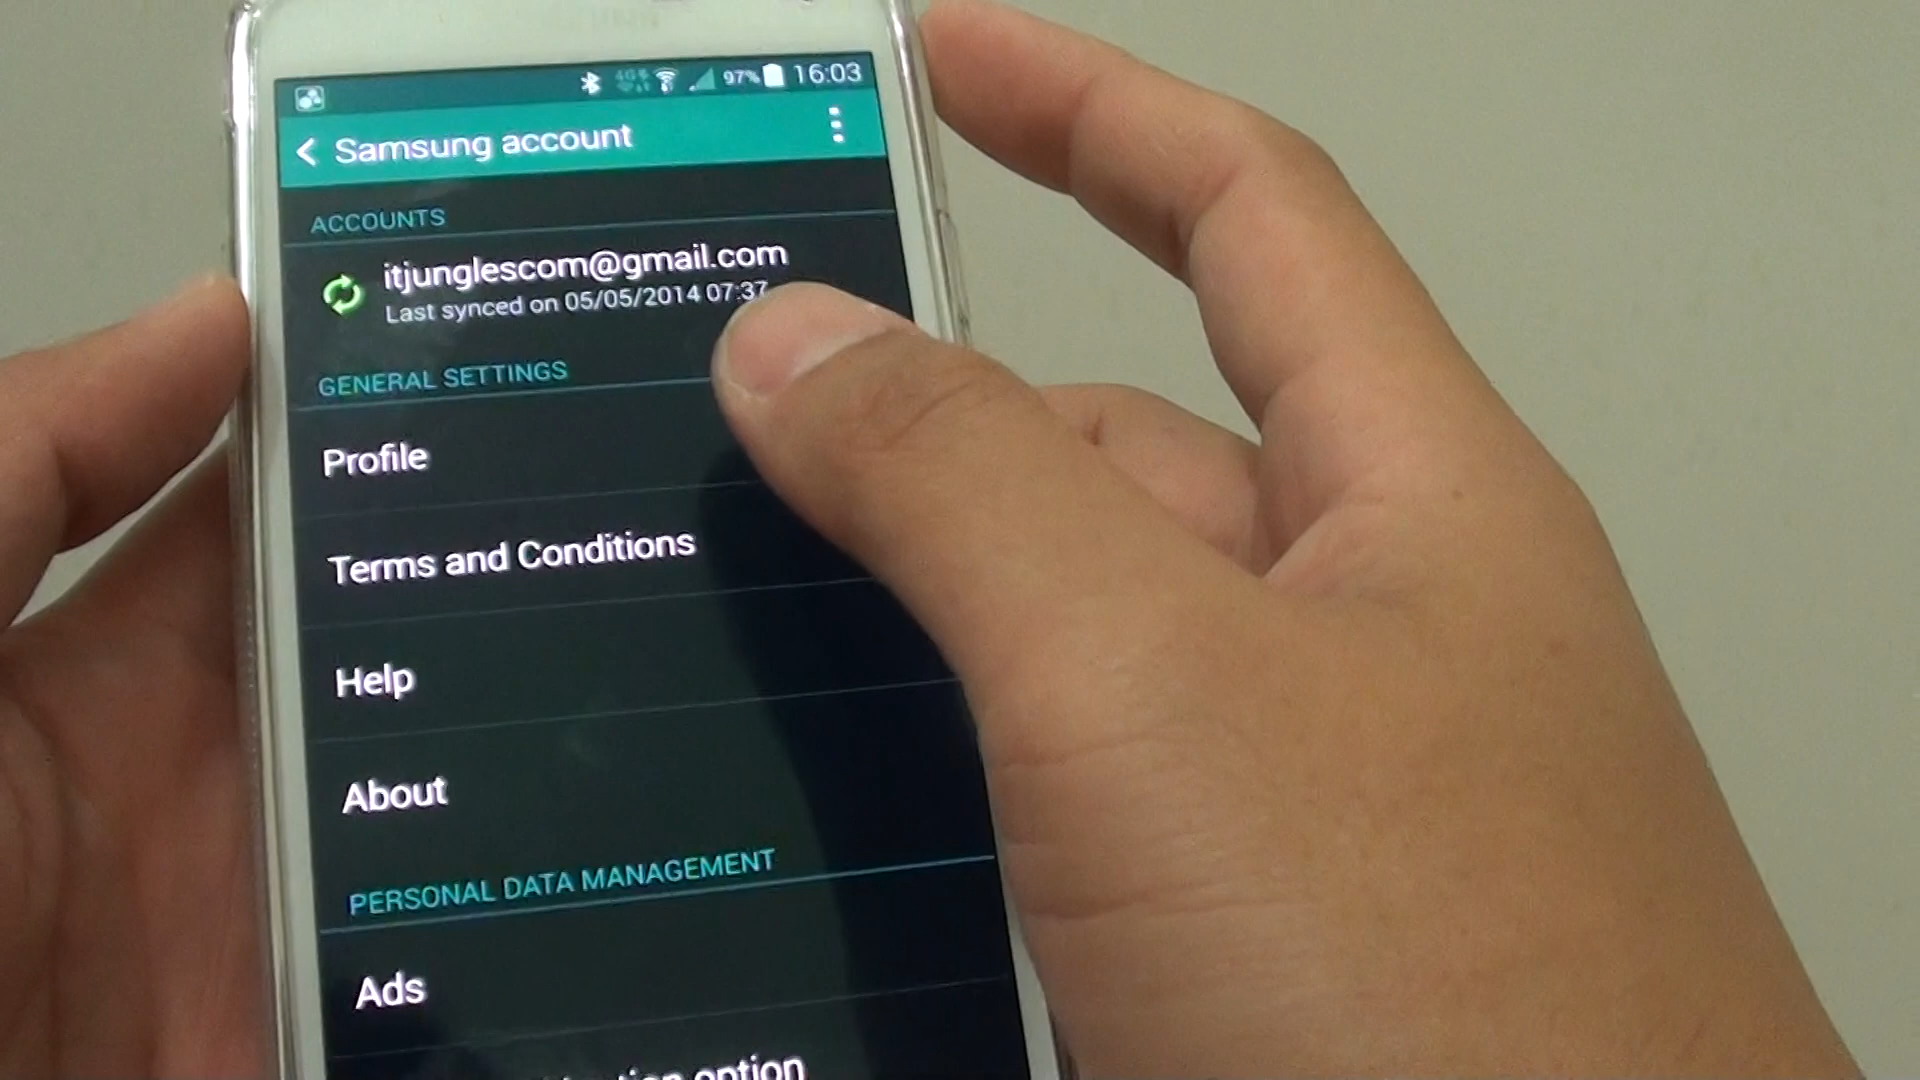 97% 16:03
Samsung account
ACCOUNTS
itjunglescom@gmail.com
Last synced on 05/05/2014 07:37
GENERAL SETTINGS
Profile
Terms and Conditions
Help
About
PERSONAL DATA MANAGEMENT
Ads
option